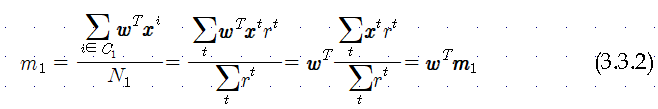 $m_1 = \frac{\sum_{i \in C_1} \boldsymbol{w}^T \boldsymbol{x}^i}{N_1} = \frac{\sum_t \boldsymbol{w}^T \boldsymbol{x}^t r^t}{\sum_t r^t} = \boldsymbol{w}^T \frac{\sum_t \boldsymbol{x}^t r^t}{\sum_t r^t} = \boldsymbol{w}^T \boldsymbol{m}_1$ (3.3.2)